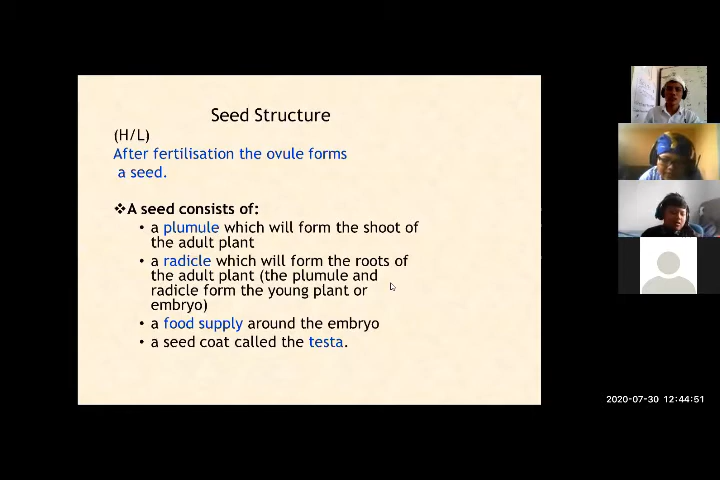 Seed Structure
(H/L)
After fertilisation the ovule forms
a seed.
❖A seed consists of:
• a plumule which will form the shoot of
the adult plant
• a radicle which will form the roots of
the adult plant (the plumule and
radicle form the young plant or
embryo)
• a food supply around the embryo
• a seed coat called the testa.
2020-07-30 12:44:51